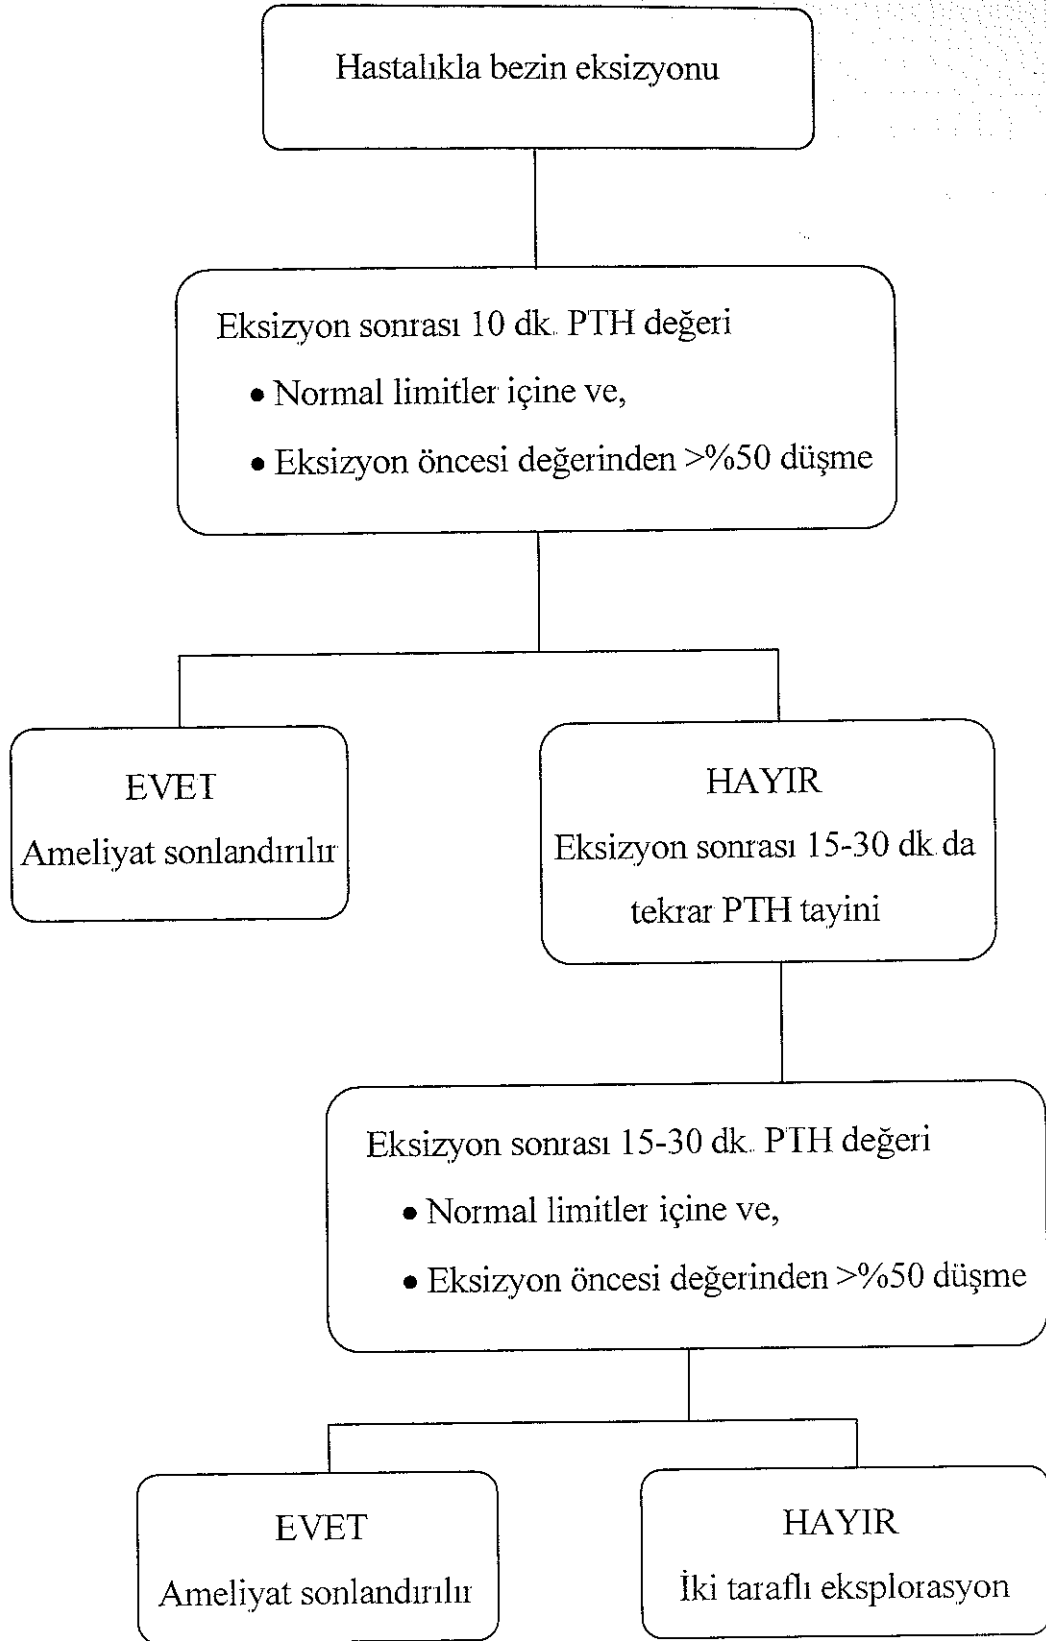 Hastalıkla bezin eksizyonu
Eksizyon sonrası 10 dk. PTH değeri
• Normal limitler içine ve,
• Eksizyon öncesi değerinden >%50 düşme
EVET
Ameliyat sonlandırılır
HAYIR
Eksizyon sonrası 15-30 dk.da
tekrar PTH tayini
Eksizyon sonrası 15-30 dk. PTH değeri
• Normal limitler içine ve,
• Eksizyon öncesi değerinden >%50 düşme
EVET
Ameliyat sonlandırılır
HAYIR
İki taraflı eksplorasyon